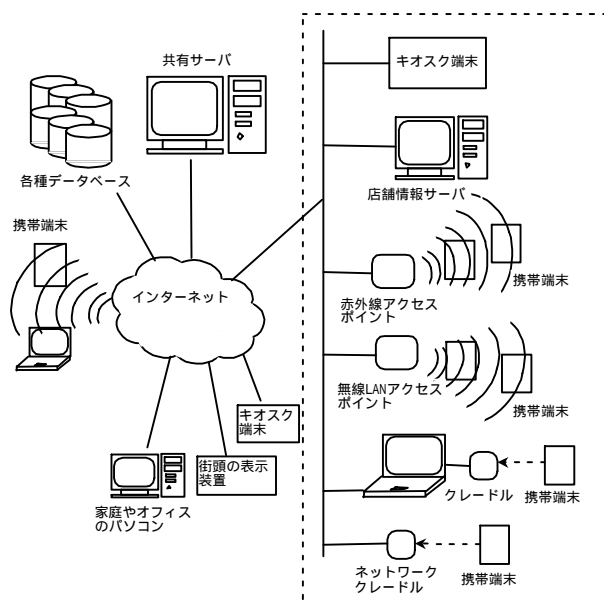 共有サーバ
各種データベース
携帯端末
インターネット
キオスク
端末
街頭の表示
装置
家庭やオフィス
のパソコン
キオスク端末
店舗情報サーバ
携帯端末
赤外線アクセス
ポイント
無線LANアクセス
ポイント
携帯端末
クレードル
携帯端末
ネットワーク
クレードル
携帯端末